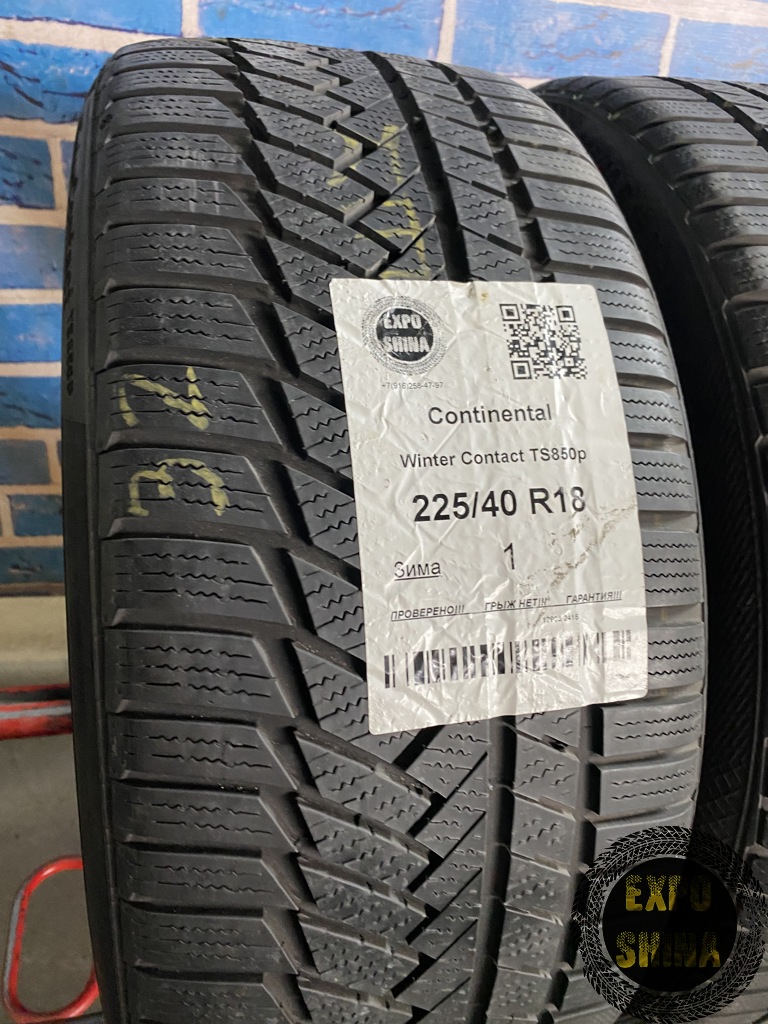 EXPO
SHINA
+7(916)258-47-97
Continental
Winter Contact TS850p
225/40 R18
Зима 1
ПРОВЕРЕНО!!! ГРЫЖ НЕТ!!! ГАРАНТИЯ!!!
EXPO
SHINA